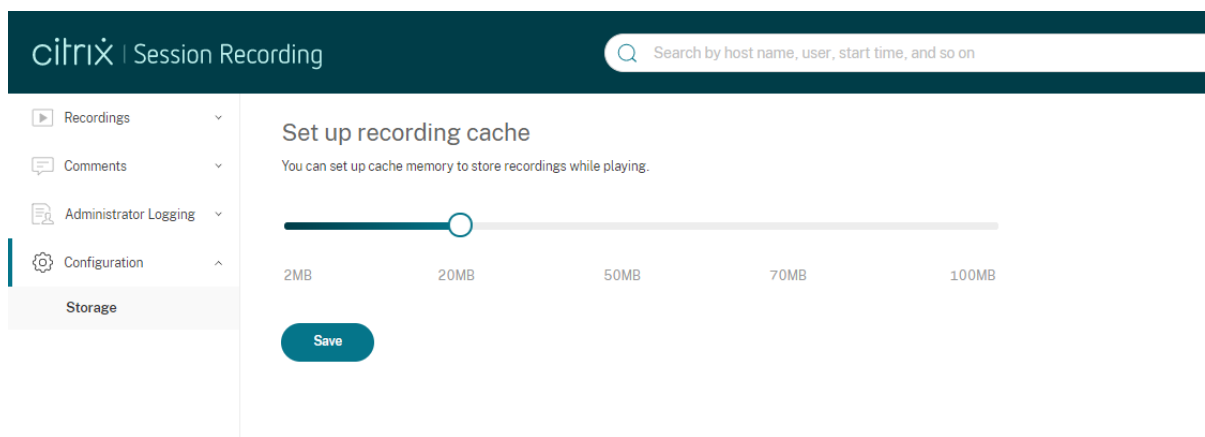 citrix | Session Recording
Search by host name, user, start time, and so on
Recordings
Comments
Administrator Logging
Configuration
Storage
Set up recording cache
You can set up cache memory to store recordings while playing.
2MB 20MB 50MB 70MB 100MB
Save